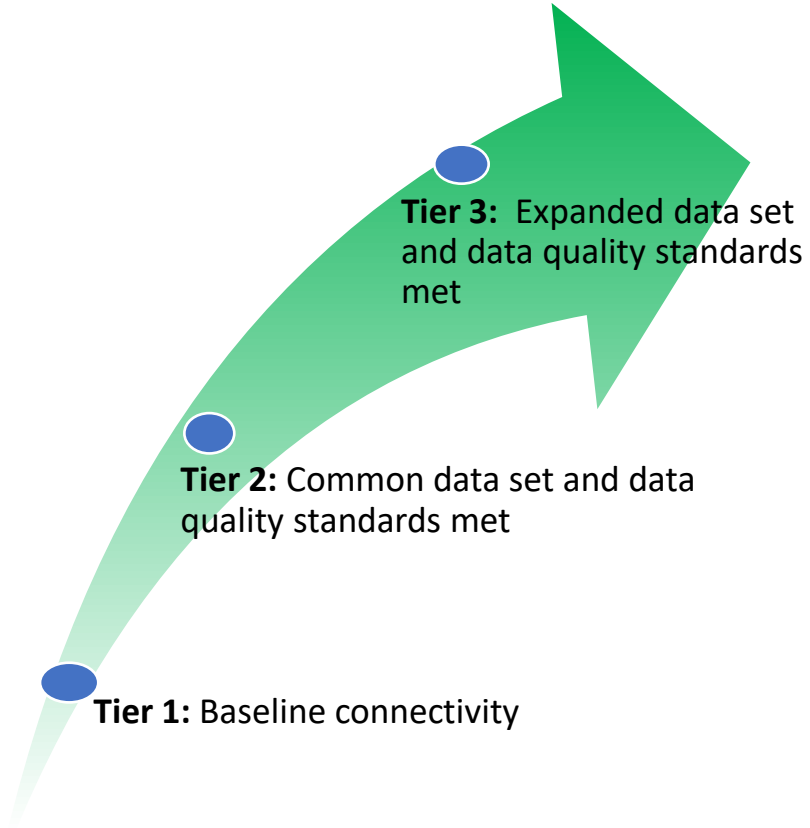 Tier 3:  Expanded data set
and data quality standards
met
Tier 2: Common data set and data
quality standards met
Tier 1: Baseline connectivity